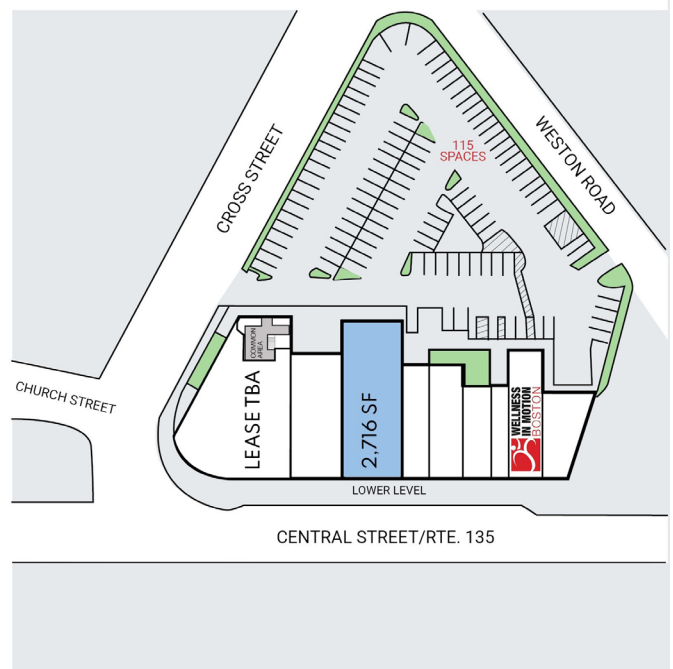 115
SPACES
WESTON ROAD
CROSS STREET
COMMON
AREA
CHURCH STREET
LEASE TBA
2,716 SF
WELLNESS
IN MOTION
BOSTON
LOWER LEVEL
CENTRAL STREET/RTE. 135